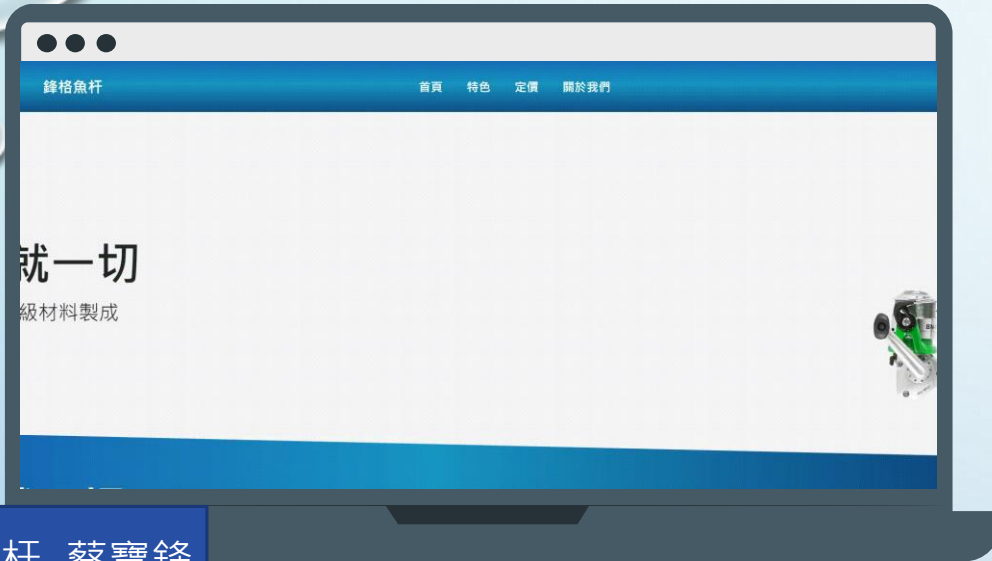 鋒格魚杆
首頁 特色 定價 關於我們
就一切
級材料製成
杆 蔡寶鋒